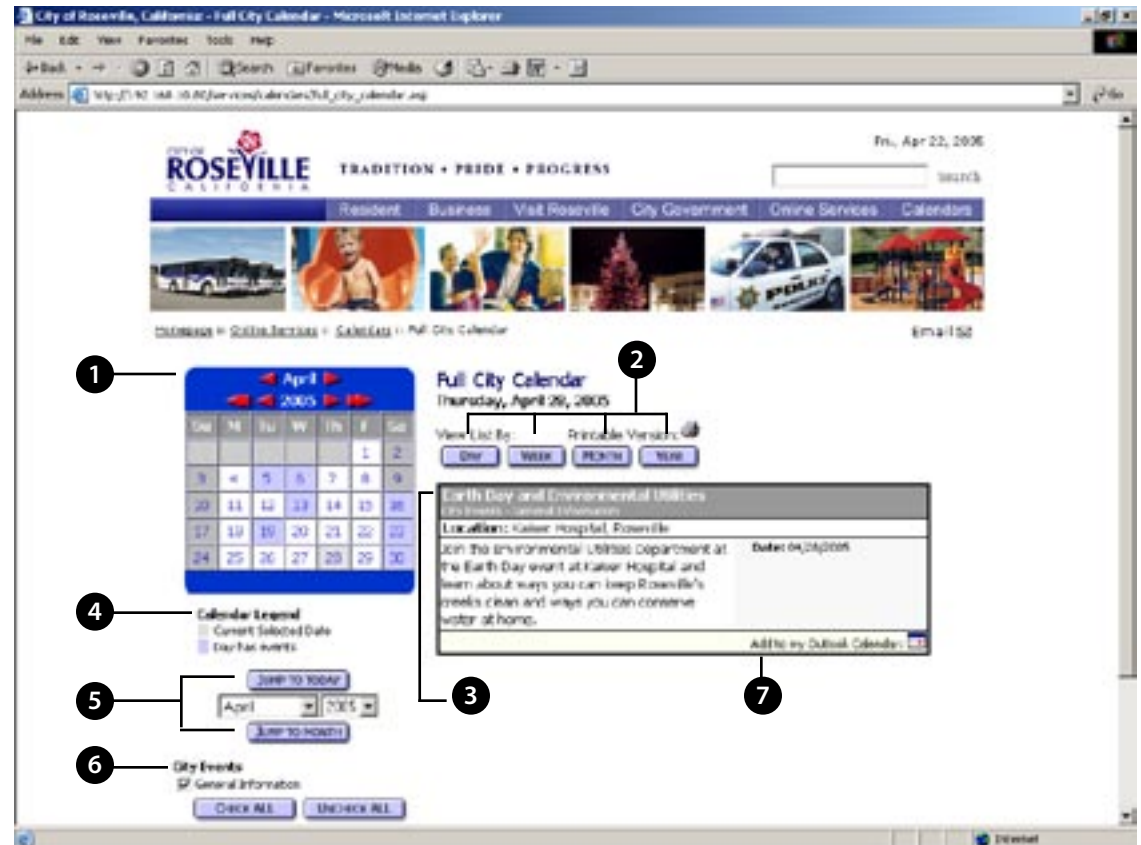 City of Roseville, California - Full City Calendar - Microsoft Internet Explorer
File Edit View Favorites Tools Help
Back Search Favorites Media
Address Go
CITY OF
ROSEVILLE
CALIFORNIA
TRADITION • PRIDE • PROGRESS
Fri, Apr 22, 2005
Search
Resident Business Visit Roseville City Government Online Services Calendars
POLICE
Homepage Online Services Calendars Full City Calendar
Email Us
1
April
2005
Su M Tu W Th F Sa
1 2
3 4 5 6 7 8 9
10 11 12 13 14 15 16
17 18 19 20 21 22 23
24 25 26 27 28 29 30
2
Full City Calendar
Thursday, April 28, 2005
View List By: Printable Version:
DAY WEEK MONTH YEAR
Earth Day and Environmental Utilities
City Events - General Information
Location: Kaiser Hospital, Roseville
Join the Environmental Utilities Department at
the Earth Day event at Kaiser Hospital and
learn about ways you can keep Roseville's
creeks clean and ways you can conserve
water at home.
Date: 04/28/2005
Add to my Outlook Calendar:
3
7
4
Calendar Legend
Current Selected Date
Day has events
5
JUMP TO TODAY
April 2005
JUMP TO MONTH
6
City Events
General Information
CHECK ALL UNCHECK ALL
Internet